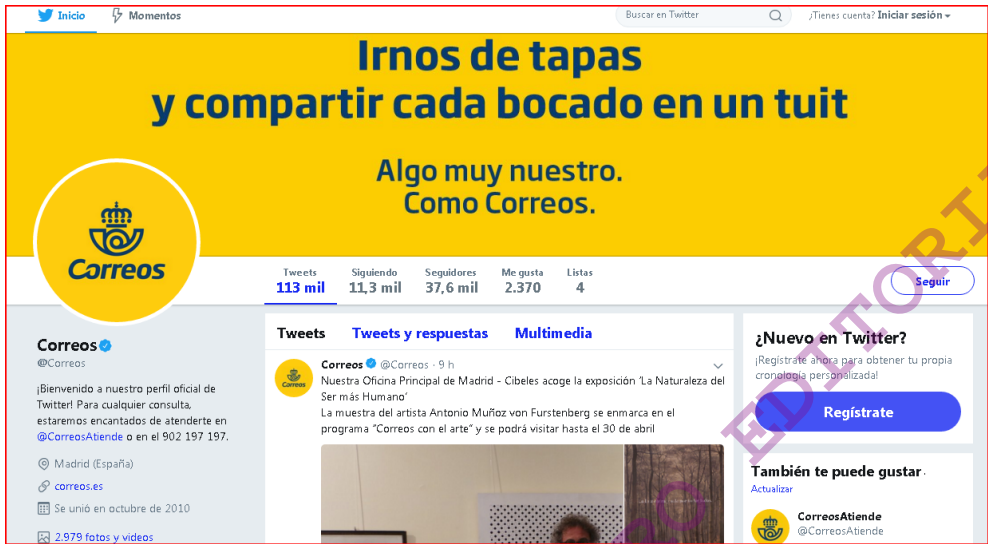 Inicio
Momentos
Buscar en Twitter
¿Tienes cuenta? Iniciar sesión
Irnos de tapas
y compartir cada bocado en un tuit
Algo muy nuestro.
Como Correos.
Correos
Tweets
113 mil
Siguiendo
11,3 mil
Seguidores
37,6 mil
Me gusta
2.370
Listas
4
Seguir
Correos
@Correos
¡Bienvenido a nuestro perfil oficial de
Twitter! Para cualquier consulta,
estaremos encantados de atenderte en
@CorreosAtiende o en el 902 197 197.
Madrid (España)
correos.es
Se unió en octubre de 2010
2.979 fotos y videos
Tweets
Tweets y respuestas
Multimedia
Correos
Correos @Correos · 9 h
Nuestra Oficina Principal de Madrid - Cibeles acoge la exposición 'La Naturaleza del
Ser más Humano'
La muestra del artista Antonio Muñoz von Furstenberg se enmarca en el
programa "Correos con el arte" y se podrá visitar hasta el 30 de abril
¿Nuevo en Twitter?
¡Regístrate ahora para obtener tu propia
cronología personalizada!
Regístrate
También te puede gustar ·
Actualizar
CorreosAtiende
@CorreosAtiende
EDITORI